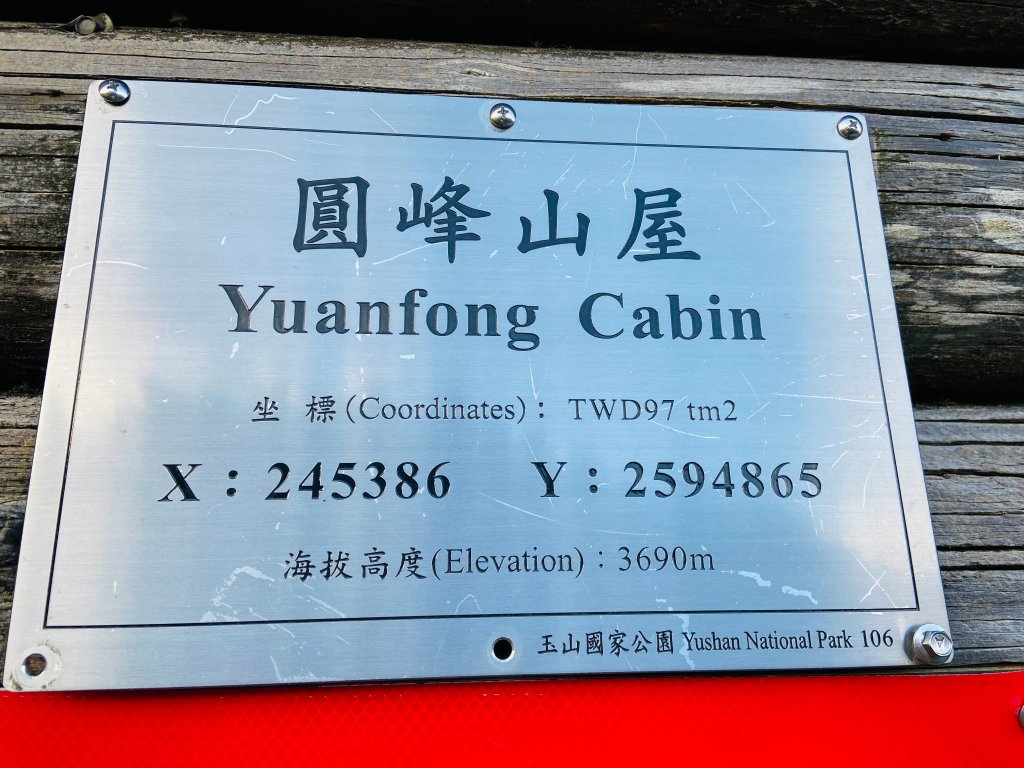 圓峰山屋
Yuanfong Cabin
坐 標(Coordinates)： TWD97 tm2
X：245386 Y：2594865
海拔高度(Elevation)：3690m
玉山國家公園 Yushan National Park 106